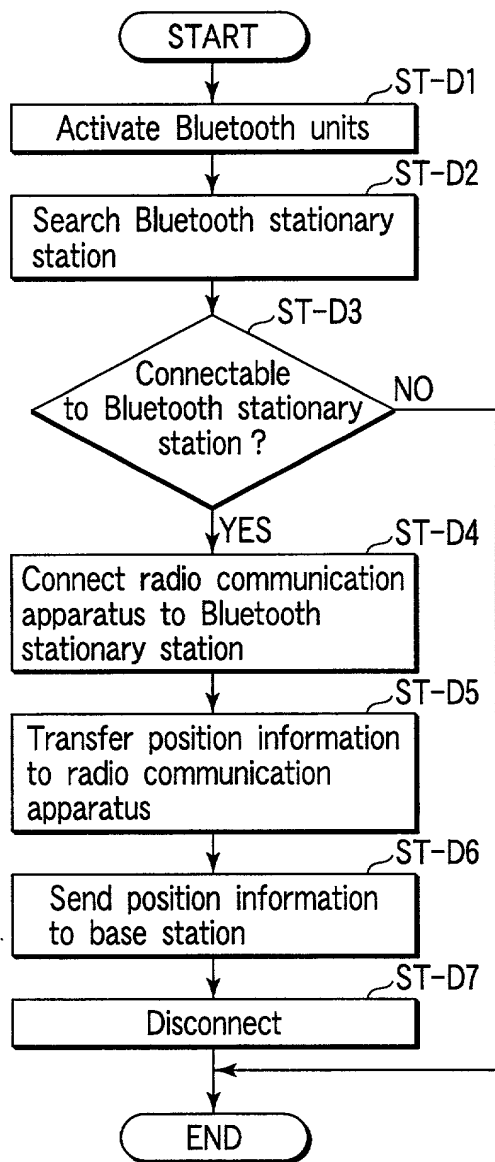 START
ST-D1
Activate Bluetooth units
ST-D2
Search Bluetooth stationary
station
ST-D3
Connectable
to Bluetooth stationary
station ?
NO
YES
ST-D4
Connect radio communication
apparatus to Bluetooth
stationary station
ST-D5
Transfer position information
to radio communication
apparatus
ST-D6
Send position information
to base station
ST-D7
Disconnect
END